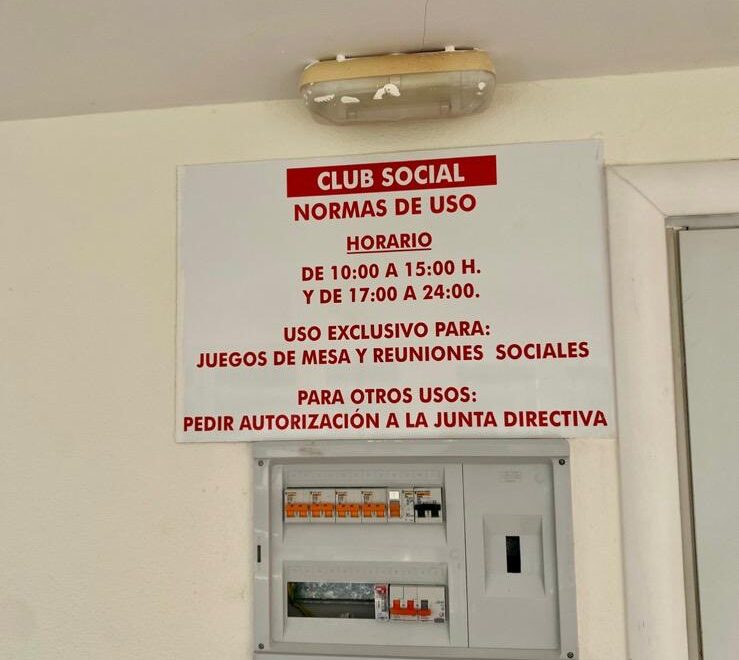 CLUB SOCIAL
NORMAS DE USO
HORARIO
DE 10:00 A 15:00 H.
Y DE 17:00 A 24:00.
USO EXCLUSIVO PARA:
JUEGOS DE MESA Y REUNIONES SOCIALES
PARA OTROS USOS:
PEDIR AUTORIZACIÓN A LA JUNTA DIRECTIVA